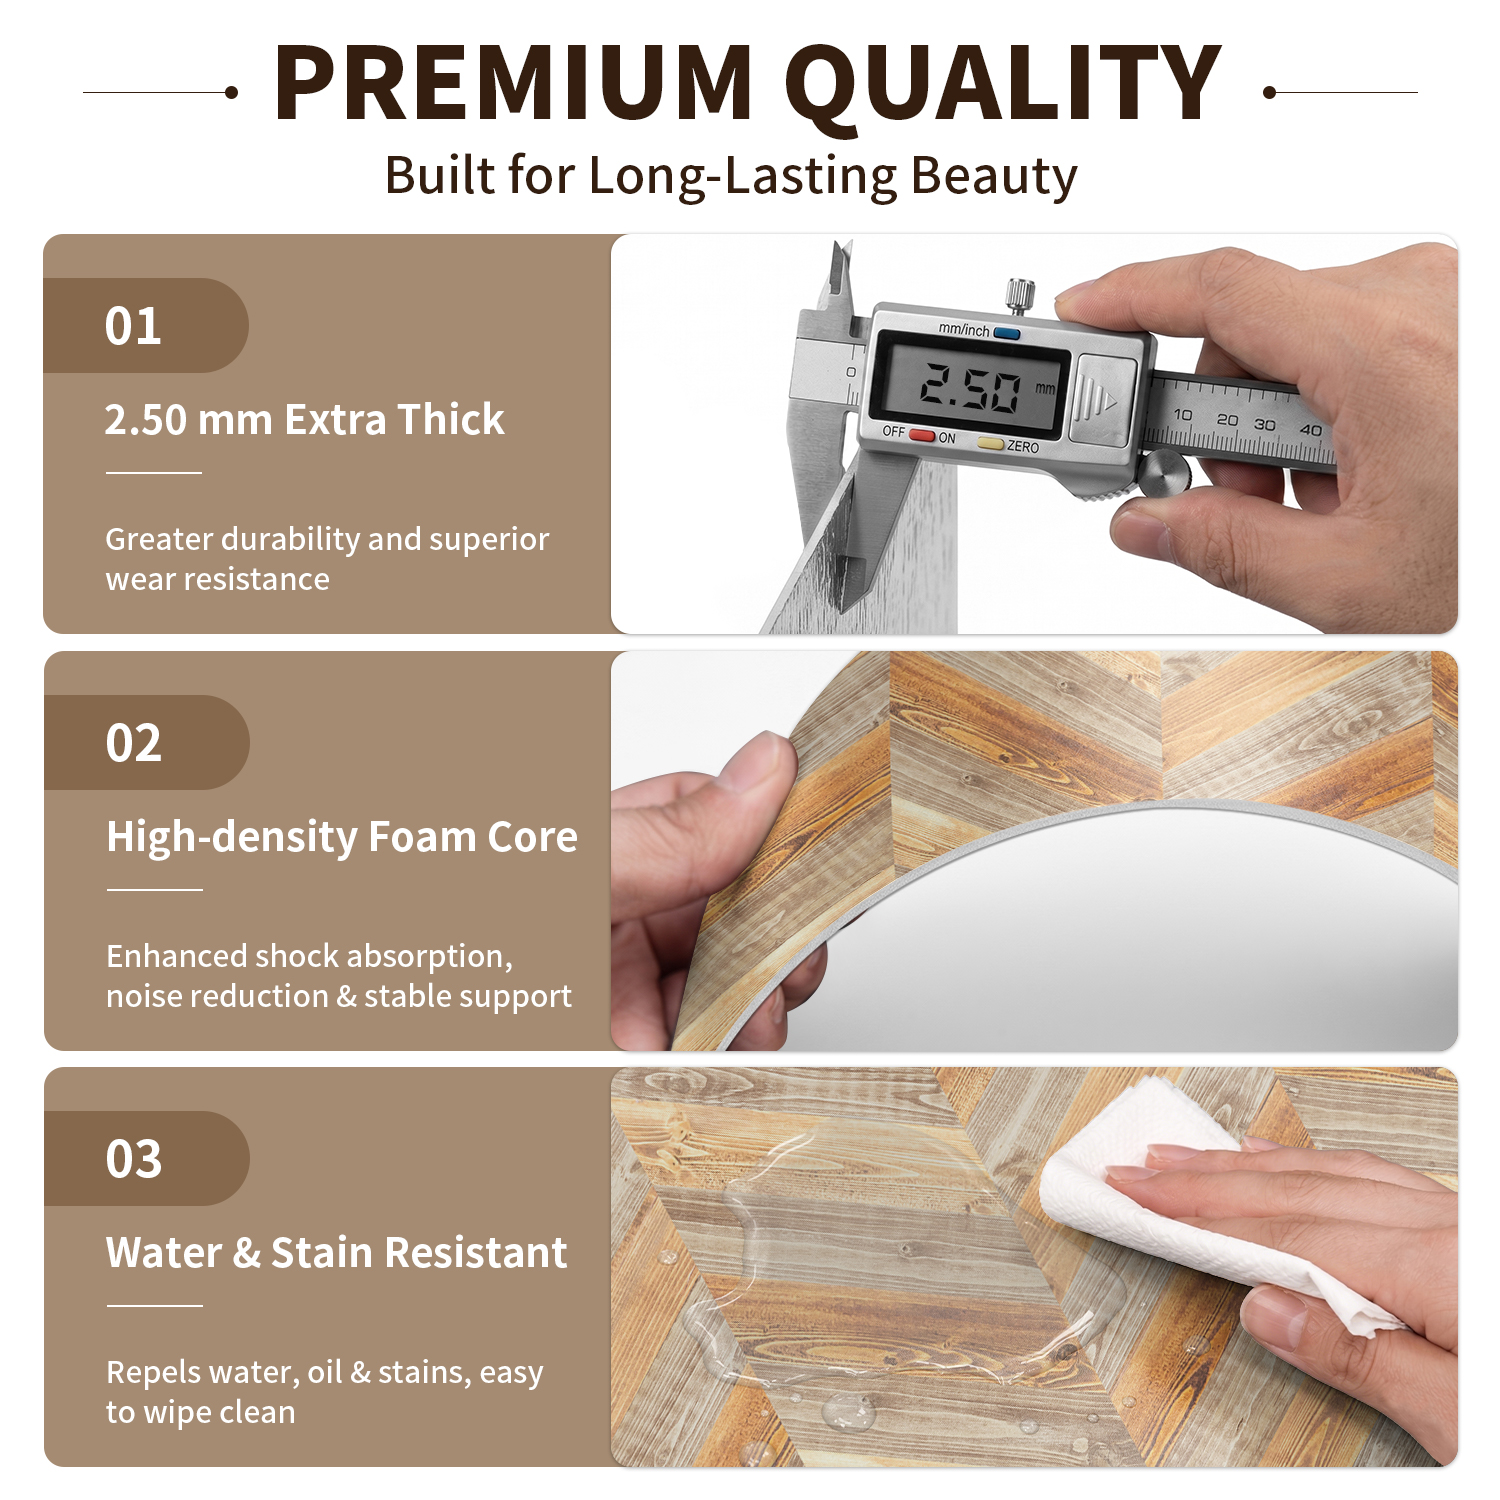 PREMIUM QUALITY
Built for Long-Lasting Beauty
01
2.50 mm Extra Thick
Greater durability and superior
wear resistance
mm/inch
0
2.50 mm
OFF ON ZERO
10 20 30 40
02
High-density Foam Core
Enhanced shock absorption,
noise reduction & stable support
03
Water & Stain Resistant
Repels water, oil & stains, easy
to wipe clean